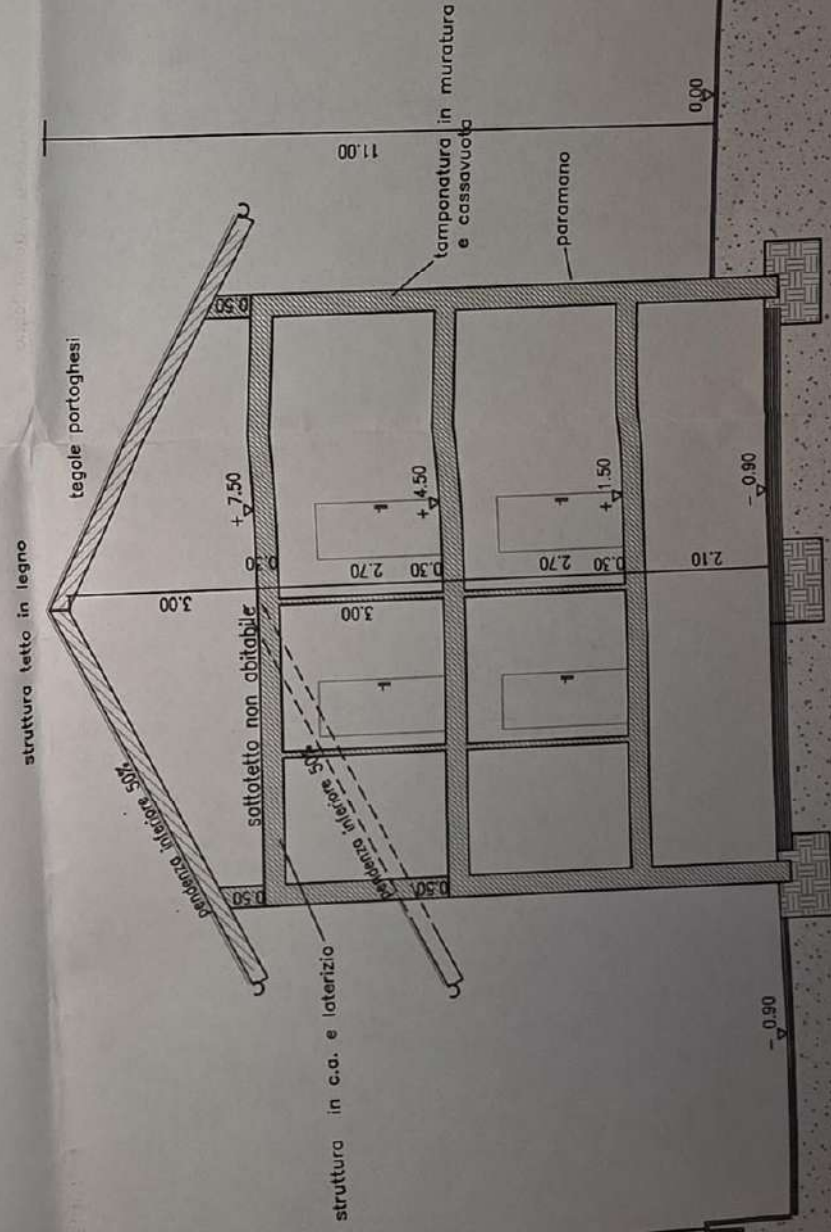 struttura tetto in legno
tegole portoghesi
pendenza inferiore 50%
3.00
11.00
0.50
0.50
sottotetto non abitabile
+ 7.50
0.30
struttura in c.a. e laterizio
pendenza inferiore 50%
0.50
3.00
2.70
0.30
+ 4.50
tamponatura in muratura
e cassavuota
2.70
0.30
+ 1.50
paramano
2.10
0.00
- 0.90
- 0.90